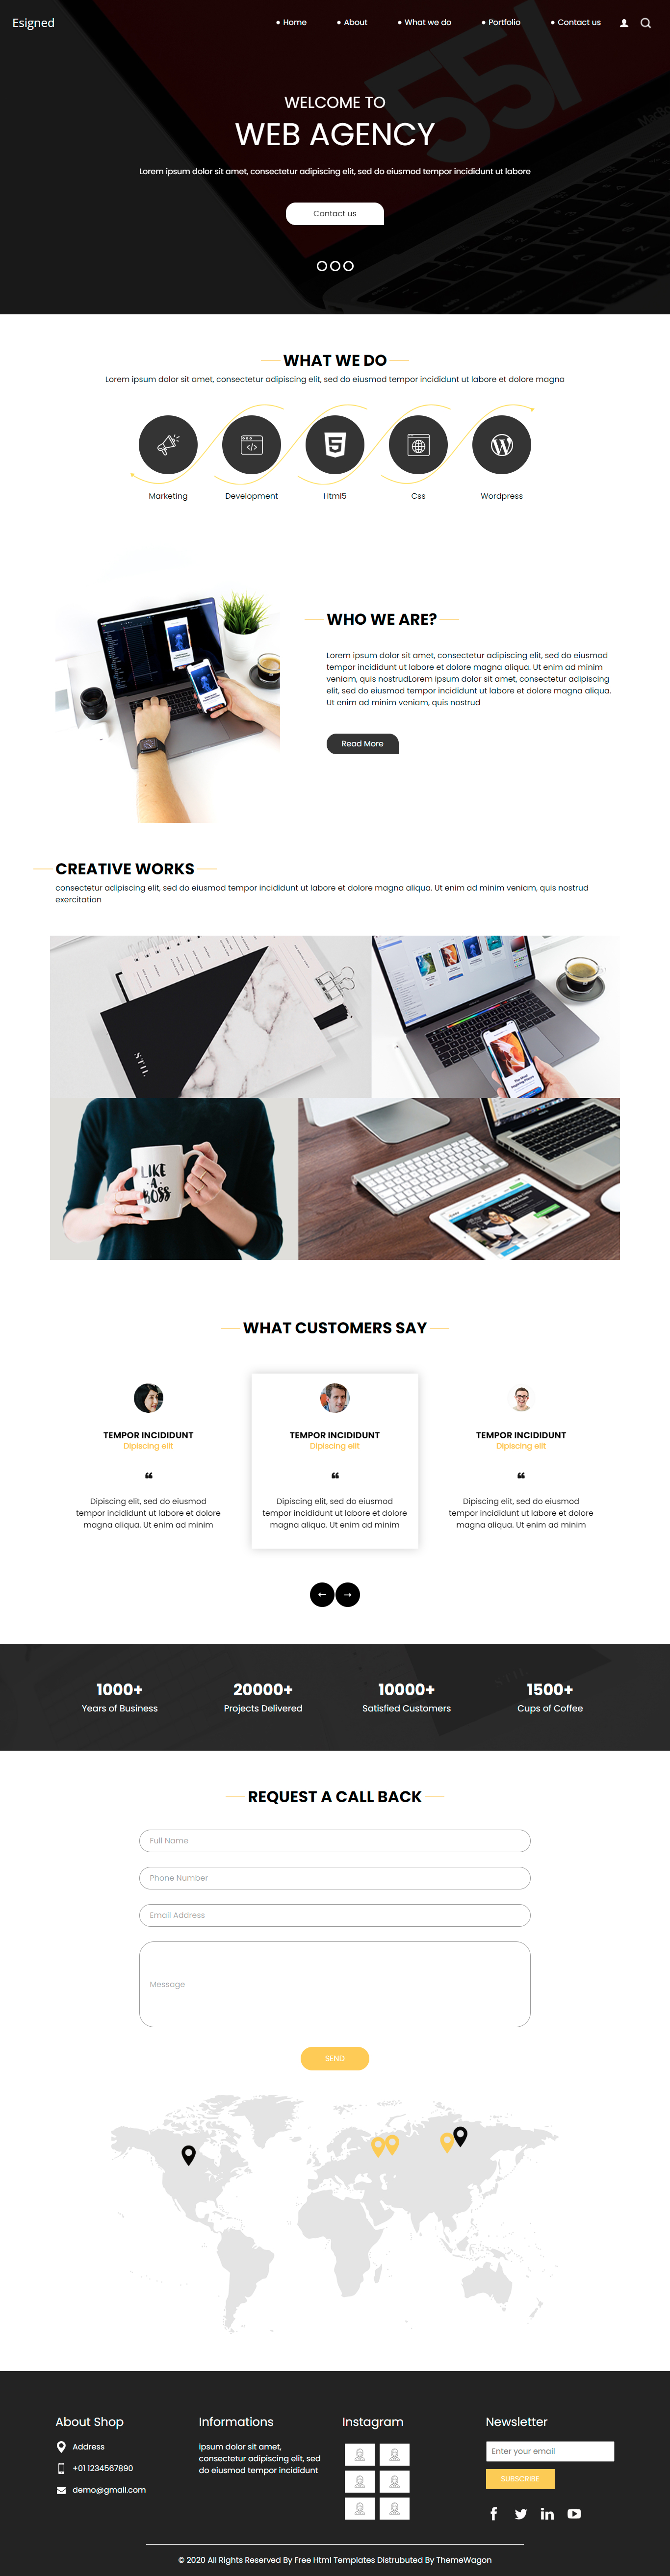 Esigned
Home
About
What we do
Portfolio
Contact us
WELCOME TO
WEB AGENCY
Lorem ipsum dolor sit amet, consectetur adipiscing elit, sed do eiusmod tempor incididunt ut labore
Contact us
WHAT WE DO
Lorem ipsum dolor sit amet, consectetur adipiscing elit, sed do eiusmod tempor incididunt ut labore et dolore magna
Marketing
Development
Html5
Css
Wordpress
WHO WE ARE?
Lorem ipsum dolor sit amet, consectetur adipiscing elit, sed do eiusmod
tempor incididunt ut labore et dolore magna aliqua. Ut enim ad minim
veniam, quis nostrudLorem ipsum dolor sit amet, consectetur adipiscing
elit, sed do eiusmod tempor incididunt ut labore et dolore magna aliqua.
Ut enim ad minim veniam, quis nostrud
Read More
CREATIVE WORKS
consectetur adipiscing elit, sed do eiusmod tempor incididunt ut labore et dolore magna aliqua. Ut enim ad minim veniam, quis nostrud
exercitation
LIKE
A
BOSS
WHAT CUSTOMERS SAY
TEMPOR INCIDIDUNT
Dipiscing elit
❝
Dipiscing elit, sed do eiusmod
tempor incididunt ut labore et dolore
magna aliqua. Ut enim ad minim
TEMPOR INCIDIDUNT
Dipiscing elit
❝
Dipiscing elit, sed do eiusmod
tempor incididunt ut labore et dolore
magna aliqua. Ut enim ad minim
TEMPOR INCIDIDUNT
Dipiscing elit
❝
Dipiscing elit, sed do eiusmod
tempor incididunt ut labore et dolore
magna aliqua. Ut enim ad minim
1000+
Years of Business
20000+
Projects Delivered
10000+
Satisfied Customers
1500+
Cups of Coffee
REQUEST A CALL BACK
Full Name
Phone Number
Email Address
Message
SEND
About Shop
Address
+01 1234567890
demo@gmail.com
Informations
ipsum dolor sit amet,
consectetur adipiscing elit, sed
do eiusmod tempor incididunt
Instagram
Newsletter
Enter your email
SUBSCRIBE
© 2020 All Rights Reserved By Free Html Templates Distrubuted By ThemeWagon